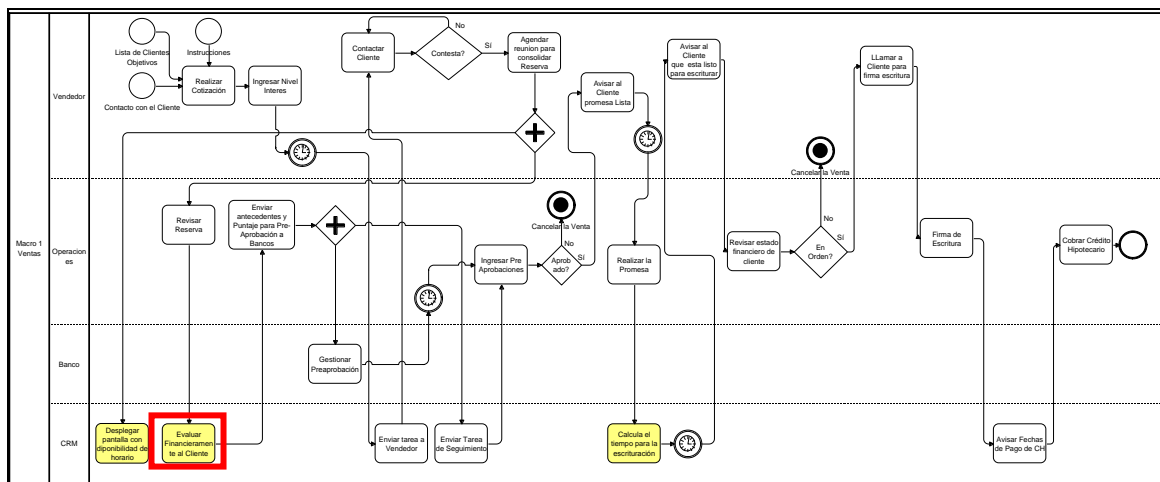 Macro 1
Ventas
Vendedor
Lista de Clientes
Objetivos
Instrucciones
Contacto con el Cliente
Realizar
Cotización
Ingresar Nivel
Interes
Contactar
Cliente
No
Contesta?
Sí
Agendar
reunion para
consolidar
Reserva
Avisar al
Cliente
promesa Lista
Avisar al
Cliente
que esta listo
para escriturar
LLamar a
Cliente para
firma escritura
Cancelar la Venta
Operacion
es
Revisar
Reserva
Enviar
antecedentes y
Puntaje para Pre-
Aprobación a
Bancos
Cancelar la Venta
No
Ingresar Pre
Aprobaciones
Aprob
ado?
Sí
Realizar la
Promesa
Revisar estado
financiero de
cliente
No
En
Orden?
Sí
Firma de
Escritura
Cobrar Crédito
Hipotecario
Banco
Gestionar
Preaprobación
CRM
Desplegar
pantalla con
diponibilidad de
horario
Evaluar
Financieramen
te al Cliente
Enviar tarea a
Vendedor
Enviar Tarea
de Seguimiento
Calcula el
tiempo para la
escrituración
Avisar Fechas
de Pago de CH